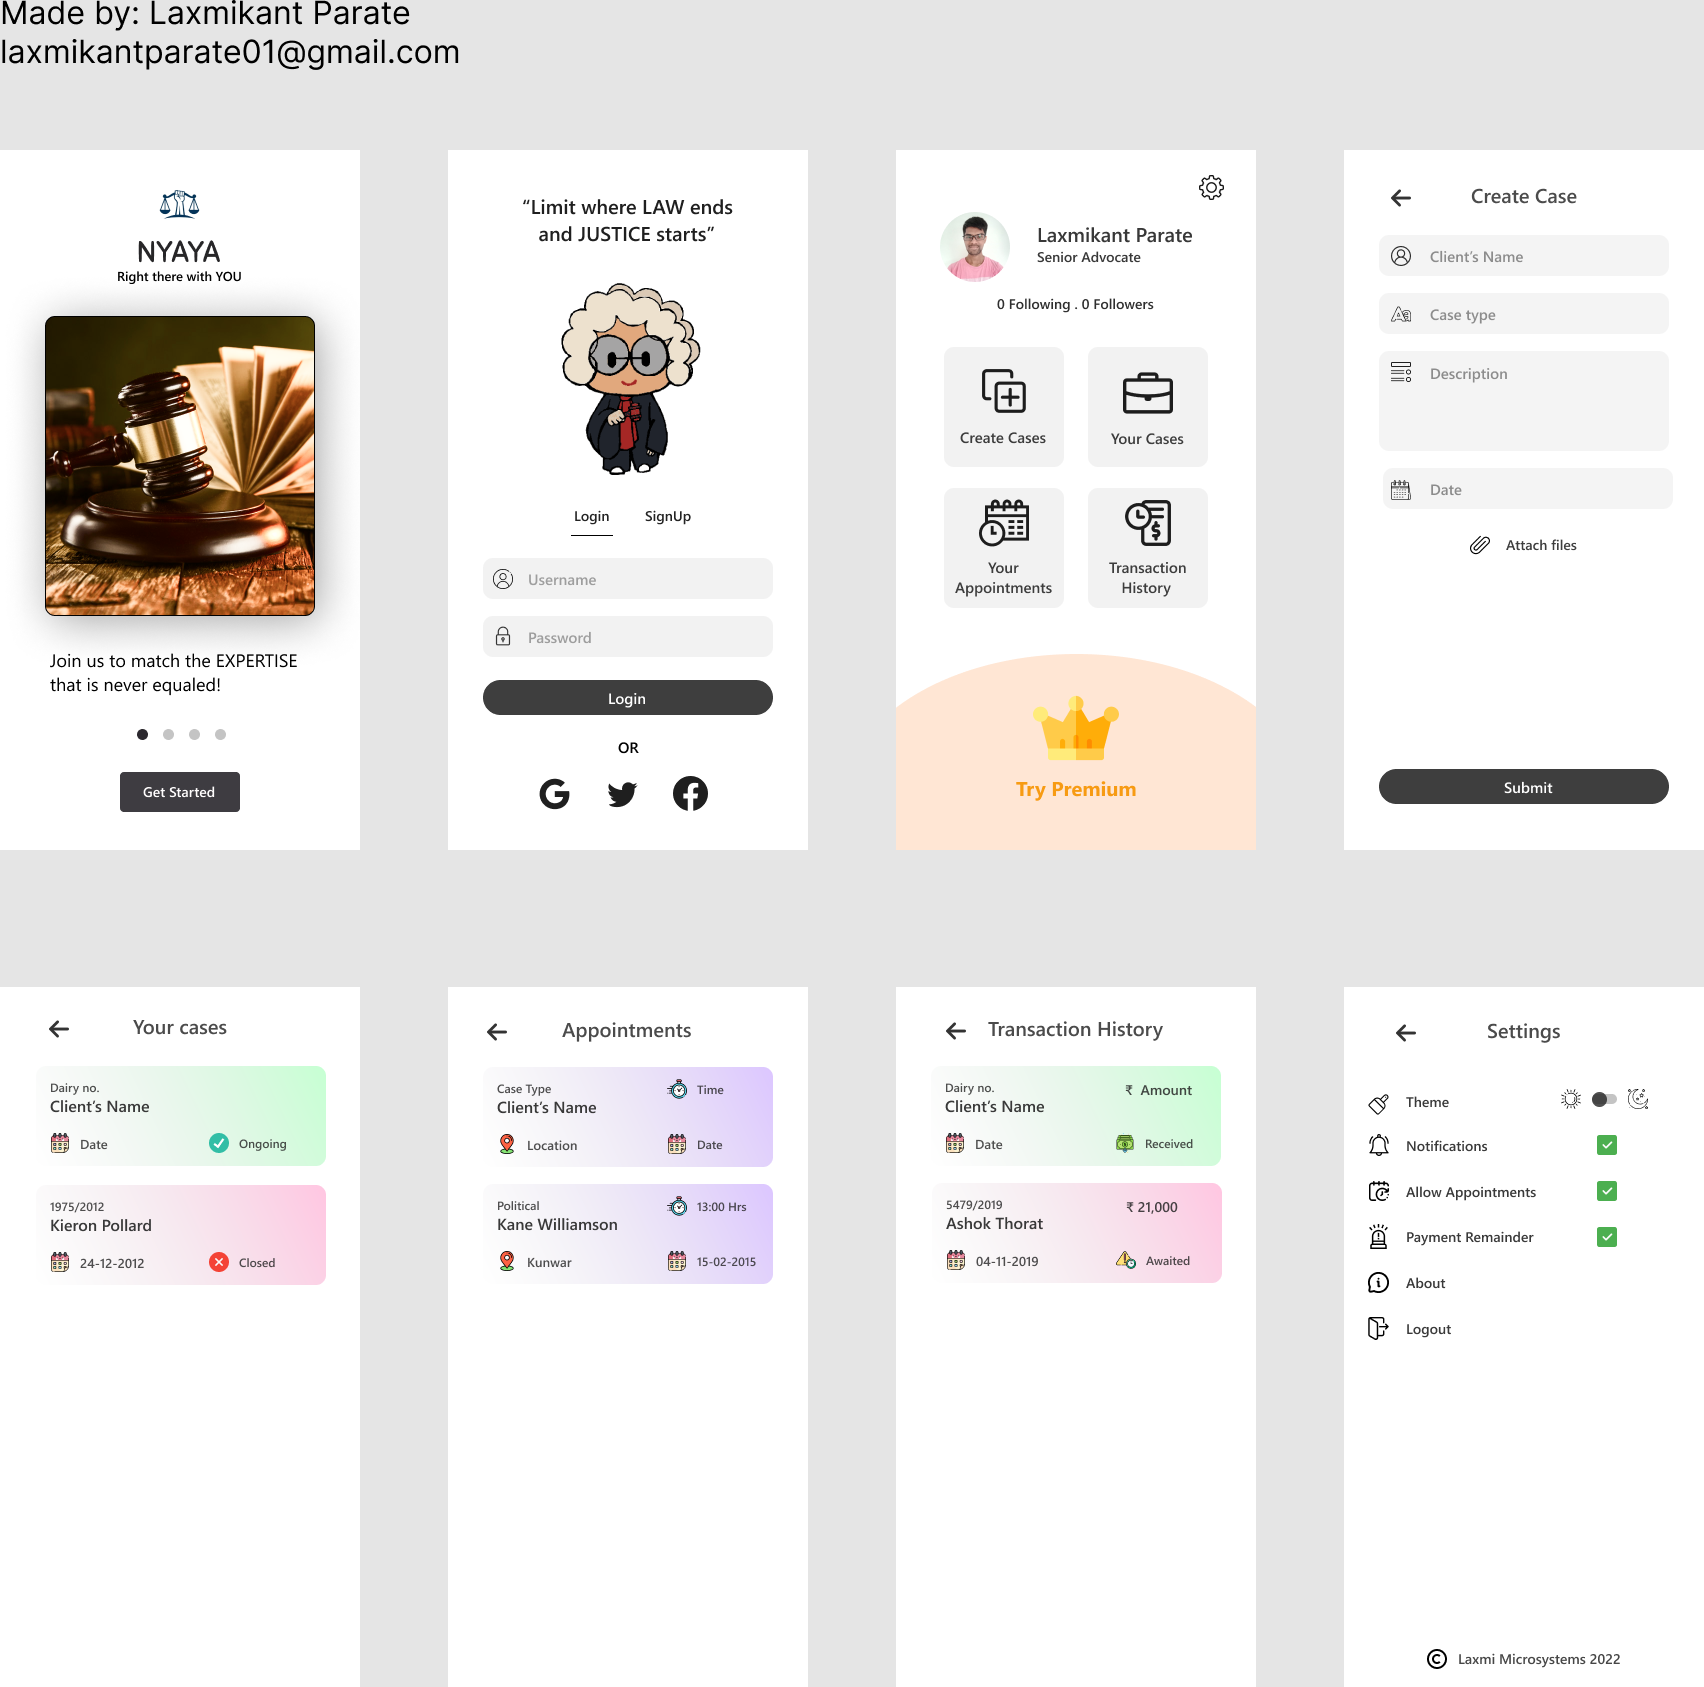 Made by: Laxmikant Parate
laxmikantparate01@gmail.com
NYAYA
Right there with YOU
Join us to match the EXPERTISE
that is never equaled!
Get Started
“Limit where LAW ends
and JUSTICE starts”
Login
SignUp
Username
Password
Login
OR
Laxmikant Parate
Senior Advocate
0 Following . 0 Followers
Create Cases
Your Cases
Your
Appointments
Transaction
History
Try Premium
Create Case
Client’s Name
Case type
Description
Date
Attach files
Submit
Your cases
Dairy no.
Client’s Name
Date
Ongoing
1975/2012
Kieron Pollard
24-12-2012
Closed
Appointments
Case Type
Time
Client’s Name
Location
Date
Political
13:00 Hrs
Kane Williamson
Kunwar
15-02-2015
Transaction History
Dairy no.
₹ Amount
Client’s Name
Date
Received
5479/2019
₹ 21,000
Ashok Thorat
04-11-2019
Awaited
Settings
Theme
Notifications
Allow Appointments
Payment Remainder
About
Logout
© Laxmi Microsystems 2022